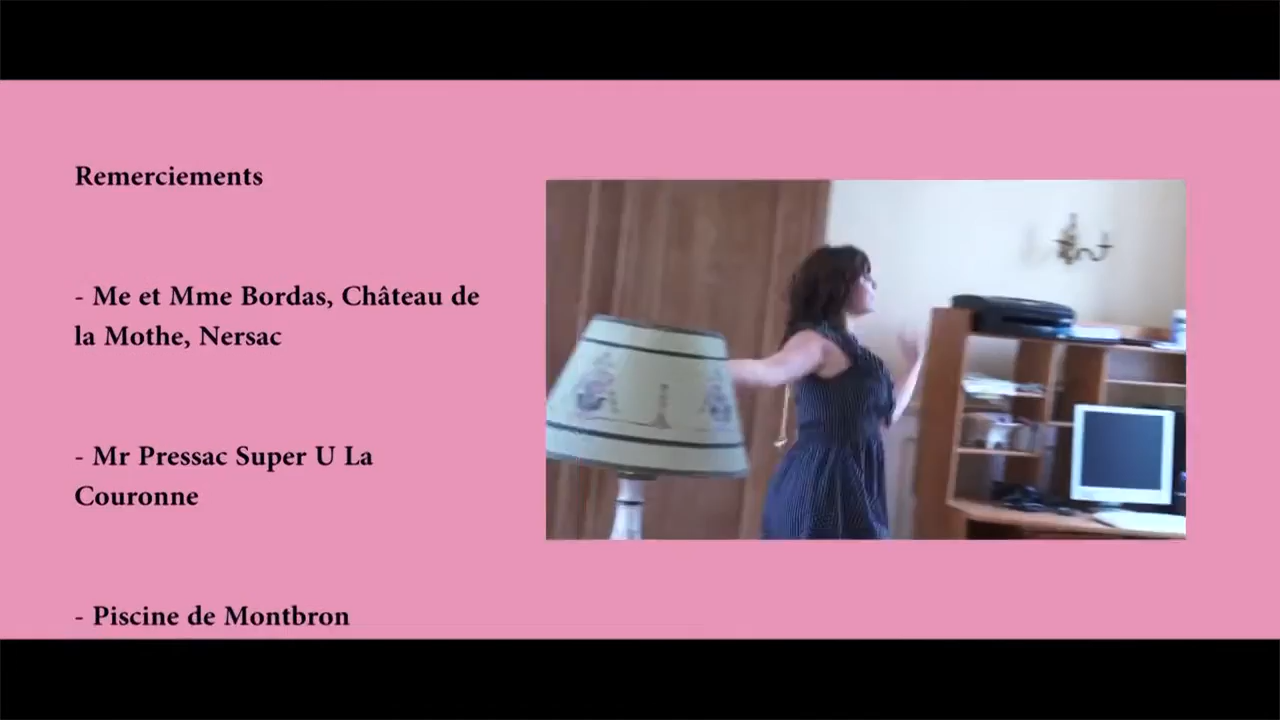 Remerciements
- Me et Mme Bordas, Château de
la Mothe, Nersac
- Mr Pressac Super U La
Couronne
- Piscine de Montbron